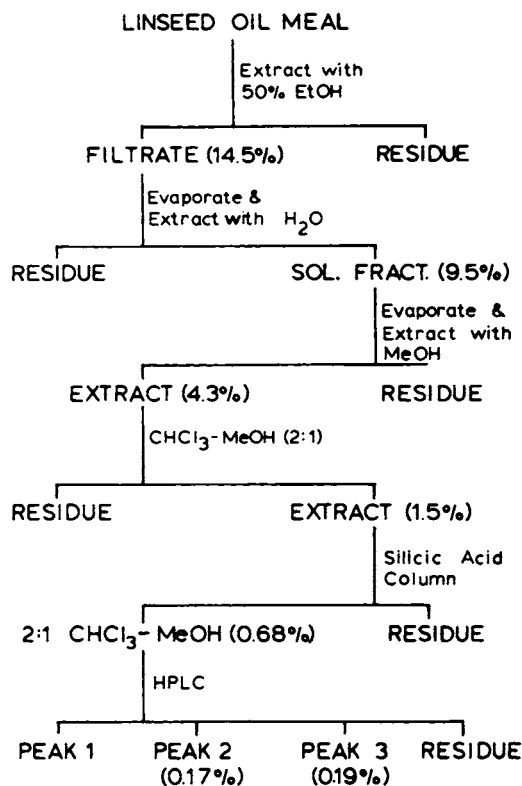 LINSEED OIL MEAL
Extract with
50% EtOH
FILTRATE (14.5%) RESIDUE
Evaporate &
Extract with H₂O
RESIDUE SOL. FRACT. (9.5%)
Evaporate &
Extract with
MeOH
EXTRACT (4.3%) RESIDUE
CHCl₃-MeOH (2:1)
RESIDUE EXTRACT (1.5%)
Silicic Acid
Column
2:1 CHCl₃-MeOH (0.68%) RESIDUE
HPLC
PEAK 1 PEAK 2 PEAK 3 RESIDUE
(0.17%) (0.19%)